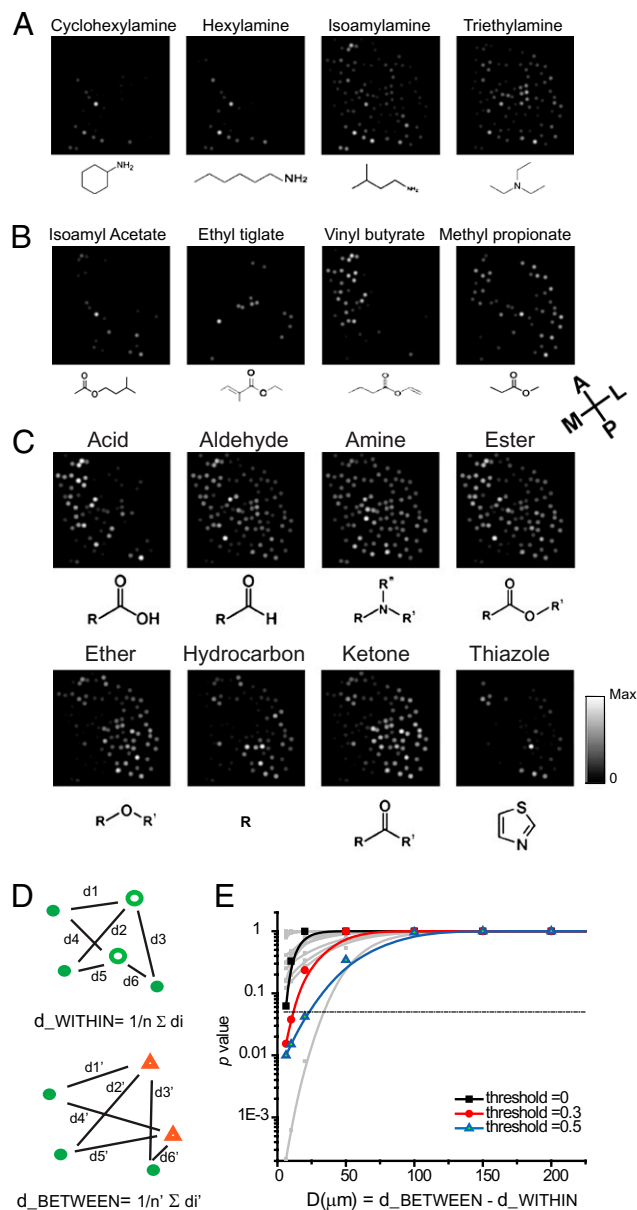 A
Cyclohexylamine Hexylamine Isoamylamine Triethylamine
NH2 NH2 NH2 N
B
Isoamyl Acetate Ethyl tiglate Vinyl butyrate Methyl propionate
O O O O
O O O O
A
M L
P
C
Acid Aldehyde Amine Ester
O O R" O
R OH R H R N R' R O R'
Ether Hydrocarbon Ketone Thiazole
Max
0
R O R' R O R R' S N
D
d1
d2 d3
d4
d5 d6
d_WITHIN= 1/n Σ di
d1'
d2' d3'
d4'
d5' d6'
d_BETWEEN= 1/n' Σ di'
E
1
0.1
0.01
1E-3
p value
threshold =0
threshold =0.3
threshold =0.5
0 50 100 150 200
D(μm) = d_BETWEEN - d_WITHIN